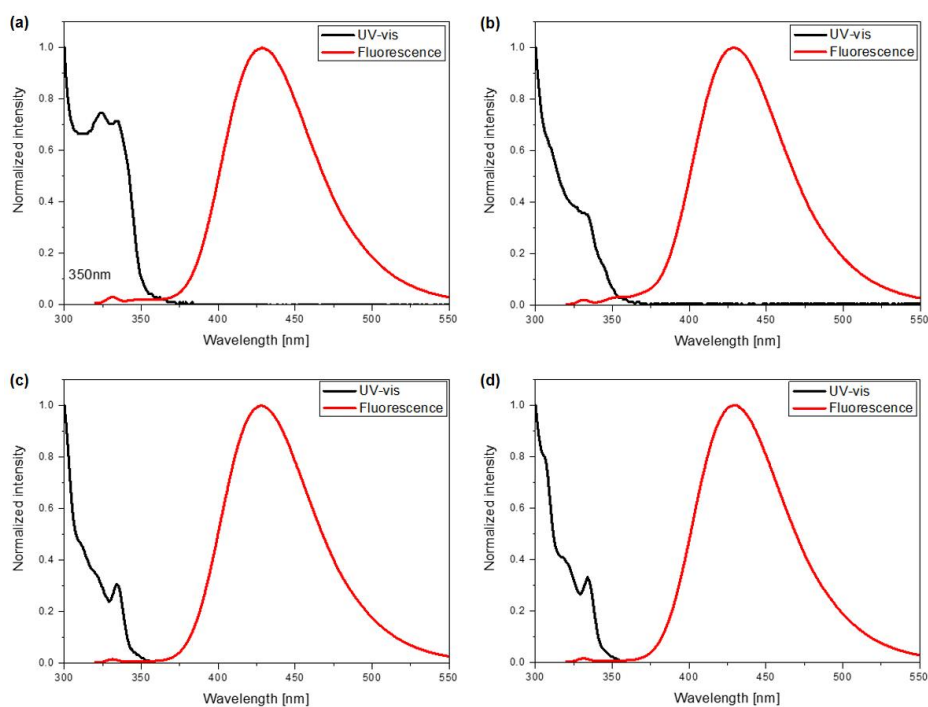 (a)
UV-vis
Fluorescence
1.0
0.8
0.6
0.4
0.2
0.0
Normalized intensity
350nm
300 350 400 450 500 550
Wavelength [nm]
(b)
UV-vis
Fluorescence
1.0
0.8
0.6
0.4
0.2
0.0
Normalized intensity
300 350 400 450 500 550
Wavelength [nm]
(c)
UV-vis
Fluorescence
1.0
0.8
0.6
0.4
0.2
0.0
Normalized intensity
300 350 400 450 500 550
Wavelength [nm]
(d)
UV-vis
Fluorescence
1.0
0.8
0.6
0.4
0.2
0.0
Normalized intensity
300 350 400 450 500 550
Wavelength [nm]